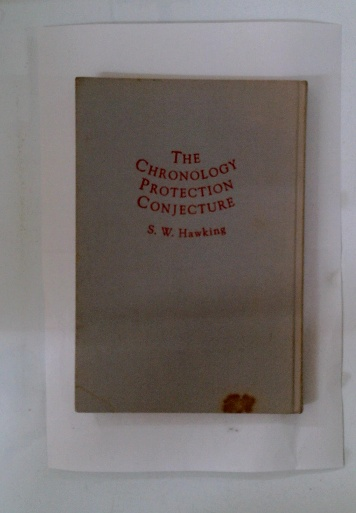 THE
CHRONOLOGY
PROTECTION
CONJECTURE
S. W. Hawking